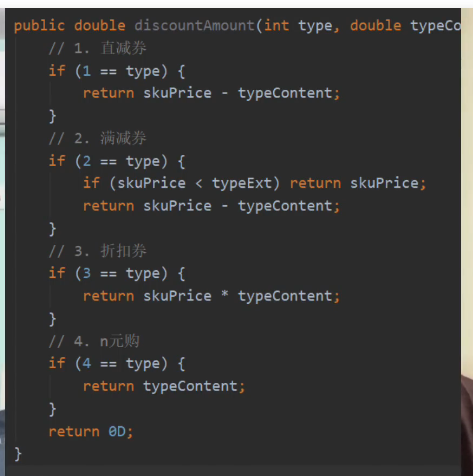 public double discountAmount(int type, double typeCo
// 1. 直减券
if (1 == type) {
return skuPrice - typeContent;
}
// 2. 满减券
if (2 == type) {
if (skuPrice < typeExt) return skuPrice;
return skuPrice - typeContent;
}
// 3. 折扣券
if (3 == type) {
return skuPrice * typeContent;
}
// 4. n元购
if (4 == type) {
return typeContent;
}
return 0D;
}